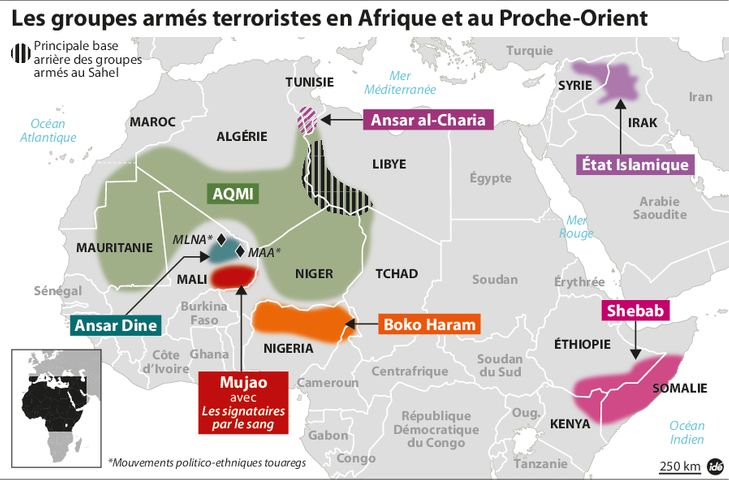 Les groupes armés terroristes en Afrique et au Proche-Orient
Principale base
arrière des groupes
armés au Sahel
Mer
Méditerranée
Turquie
TUNISIE
SYRIE
Iran
Océan
Atlantique
MAROC
Ansar al-Charia
IRAK
ALGÉRIE
LIBYE
État Islamique
Égypte
AQMI
Arabie
Saoudite
Mer
Rouge
MLNA*
MAURITANIE
MAA*
MALI
NIGER
TCHAD
Soudan
Érythrée
Sénégal
Burkina
Faso
Shebab
Ansar Dine
Boko Haram
ÉTHIOPIE
NIGERIA
Côte
d'Ivoire
Ghana
Soudan
du Sud
Centrafrique
Cameroun
Mujao
avec
Les signataires
par le sang
SOMALIE
KENYA
Oug.
République
Démocratique
du Congo
Océan
Indien
Gabon
Congo
Tanzanie
*Mouvements politico-ethniques touaregs
250 km
idé